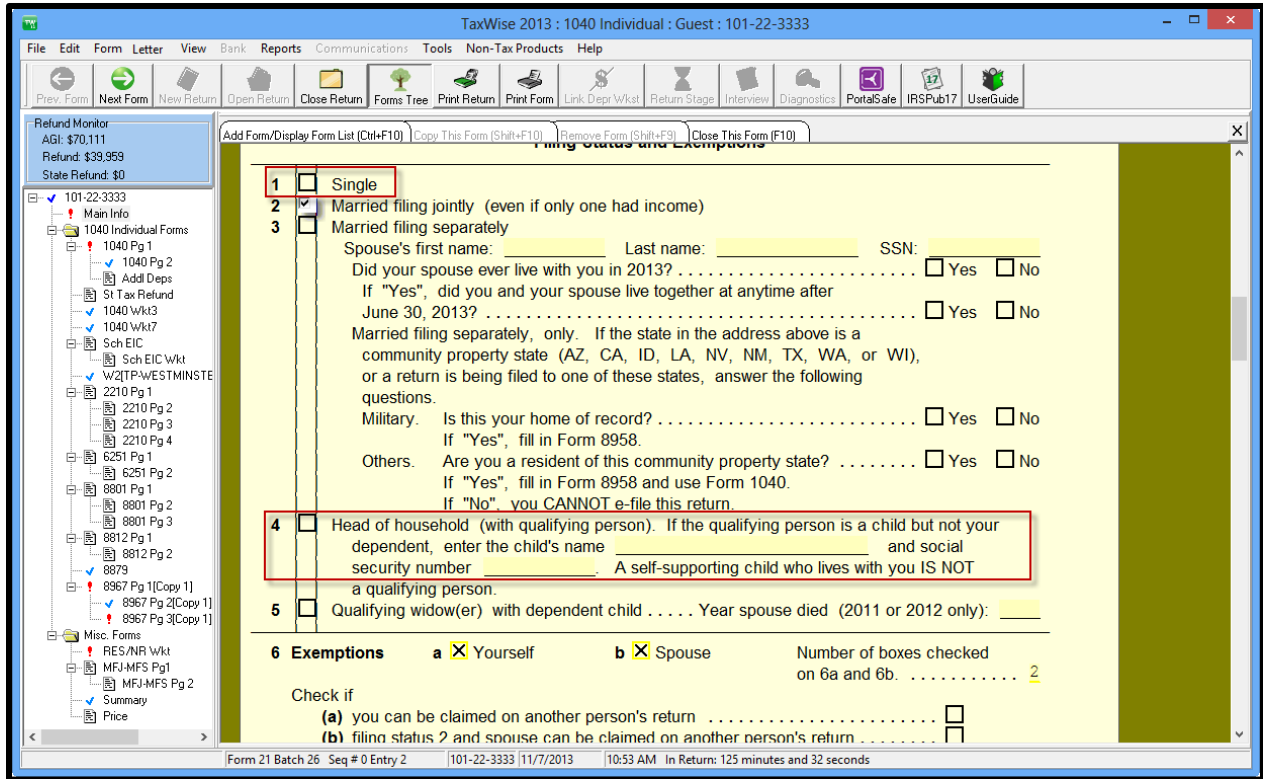 TaxWise 2013 : 1040 Individual : Guest : 101-22-3333
File Edit Form Letter View Bank Reports Communications Tools Non-Tax Products Help
Prev. Form Next Form New Return Open Return Close Return Forms Tree Print Return Print Form Link Depr Wkst Return Stage Interview Diagnostics PortalSafe IRSPub17 UserGuide
Refund Monitor
AGI: $70,111
Refund: $39,959
State Refund: $0
101-22-3333
Main Info
1040 Individual Forms
1040 Pg 1
1040 Pg 2
Addl Deps
St Tax Refund
1040 Wkt3
1040 Wkt7
Sch EIC
Sch EIC Wkt
W2[TP-WESTMINSTE
2210 Pg 1
2210 Pg 2
2210 Pg 3
2210 Pg 4
6251 Pg 1
6251 Pg 2
8801 Pg 1
8801 Pg 2
8801 Pg 3
8812 Pg 1
8812 Pg 2
8879
8967 Pg 1[Copy 1]
8967 Pg 2[Copy 1]
8967 Pg 3[Copy 1]
Misc. Forms
RES/NR Wkt
MFJ-MFS Pg1
MFJ-MFS Pg 2
Summary
Price
Add Form/Display Form List (Ctrl+F10) Copy This Form (Shift+F10) Remove Form (Shift+F9) Close This Form (F10) X
Filing Status and Exemptions
1 Single
2 Married filing jointly (even if only one had income)
3 Married filing separately
Spouse's first name: Last name: SSN:
Did your spouse ever live with you in 2013? . . . . . . . . . . . . . . . . . . . . . . . . . Yes No
If "Yes", did you and your spouse live together at anytime after
June 30, 2013? . . . . . . . . . . . . . . . . . . . . . . . . . . . . . . . . . . . . . . . . . . . . . Yes No
Married filing separately, only. If the state in the address above is a
community property state (AZ, CA, ID, LA, NV, NM, TX, WA, or WI),
or a return is being filed to one of these states, answer the following
questions.
Military. Is this your home of record? . . . . . . . . . . . . . . . . . . . . . . . . . . . Yes No
If "Yes", fill in Form 8958.
Others. Are you a resident of this community property state? . . . . . . . . Yes No
If "Yes", fill in Form 8958 and use Form 1040.
If "No", you CANNOT e-file this return.
4 Head of household (with qualifying person). If the qualifying person is a child but not your
dependent, enter the child's name and social
security number . A self-supporting child who lives with you IS NOT
a qualifying person.
5 Qualifying widow(er) with dependent child . . . . . Year spouse died (2011 or 2012 only):
6 Exemptions a X Yourself b X Spouse Number of boxes checked
on 6a and 6b. . . . . . . . . . . . 2
Check if
(a) you can be claimed on another person's return . . . . . . . . . . . . . . . . . . . . . . . .
(b) filing status 2 and spouse can be claimed on another person's return . . . . . . . .
Form 21 Batch 26 Seq # 0 Entry 2 101-22-3333 11/7/2013 10:53 AM In Return: 125 minutes and 32 seconds